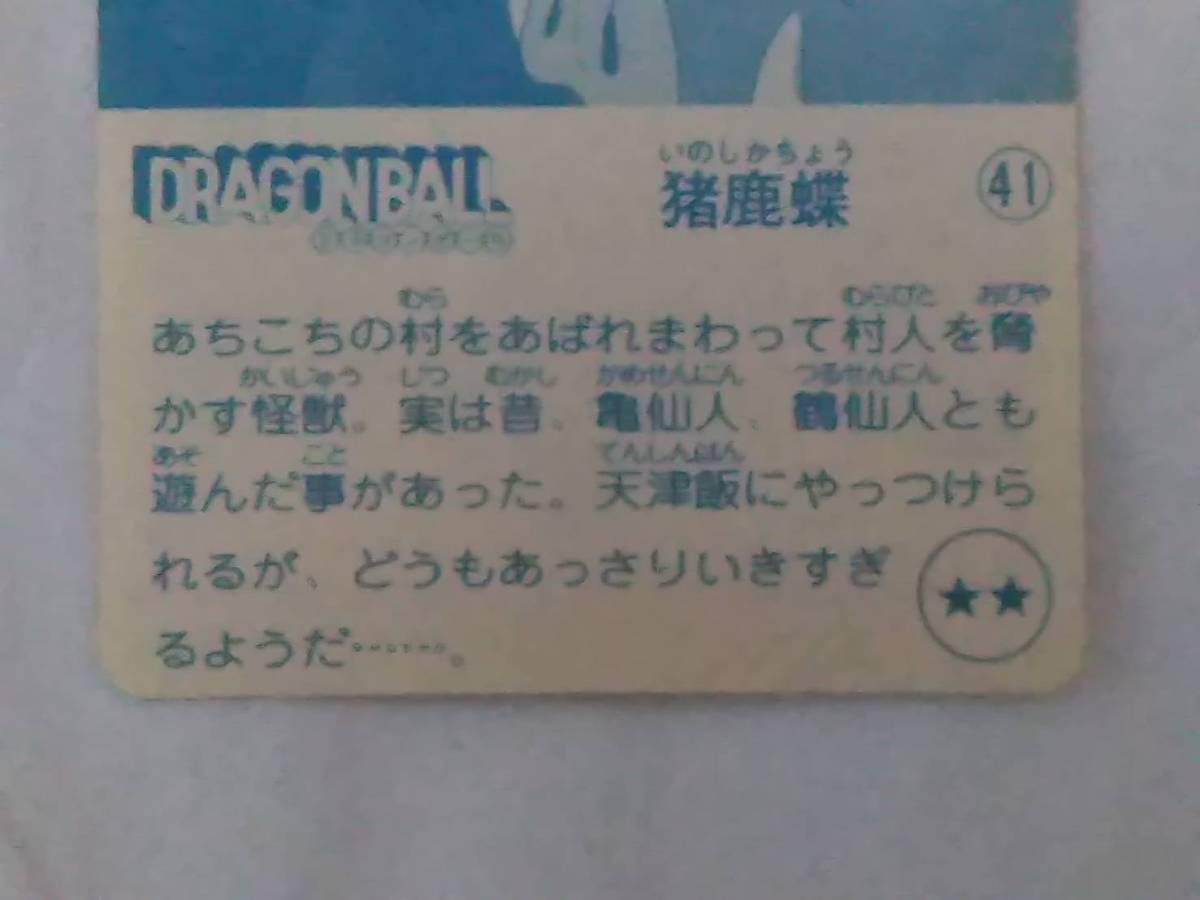 いのしかちょう
DRAGONBALL 猪鹿蝶 41
むら むらびと おびや
あちこちの村をあばれまわって村人を脅
かいじゅう じつ むかし かめせんにん つるせんにん
かす怪獣。実は昔、亀仙人、鶴仙人とも
あそ こと てんしんはん
遊んだ事があった。天津飯にやっつけら
れるが、どうもあっさりいきすぎ
るようだ……。
★★